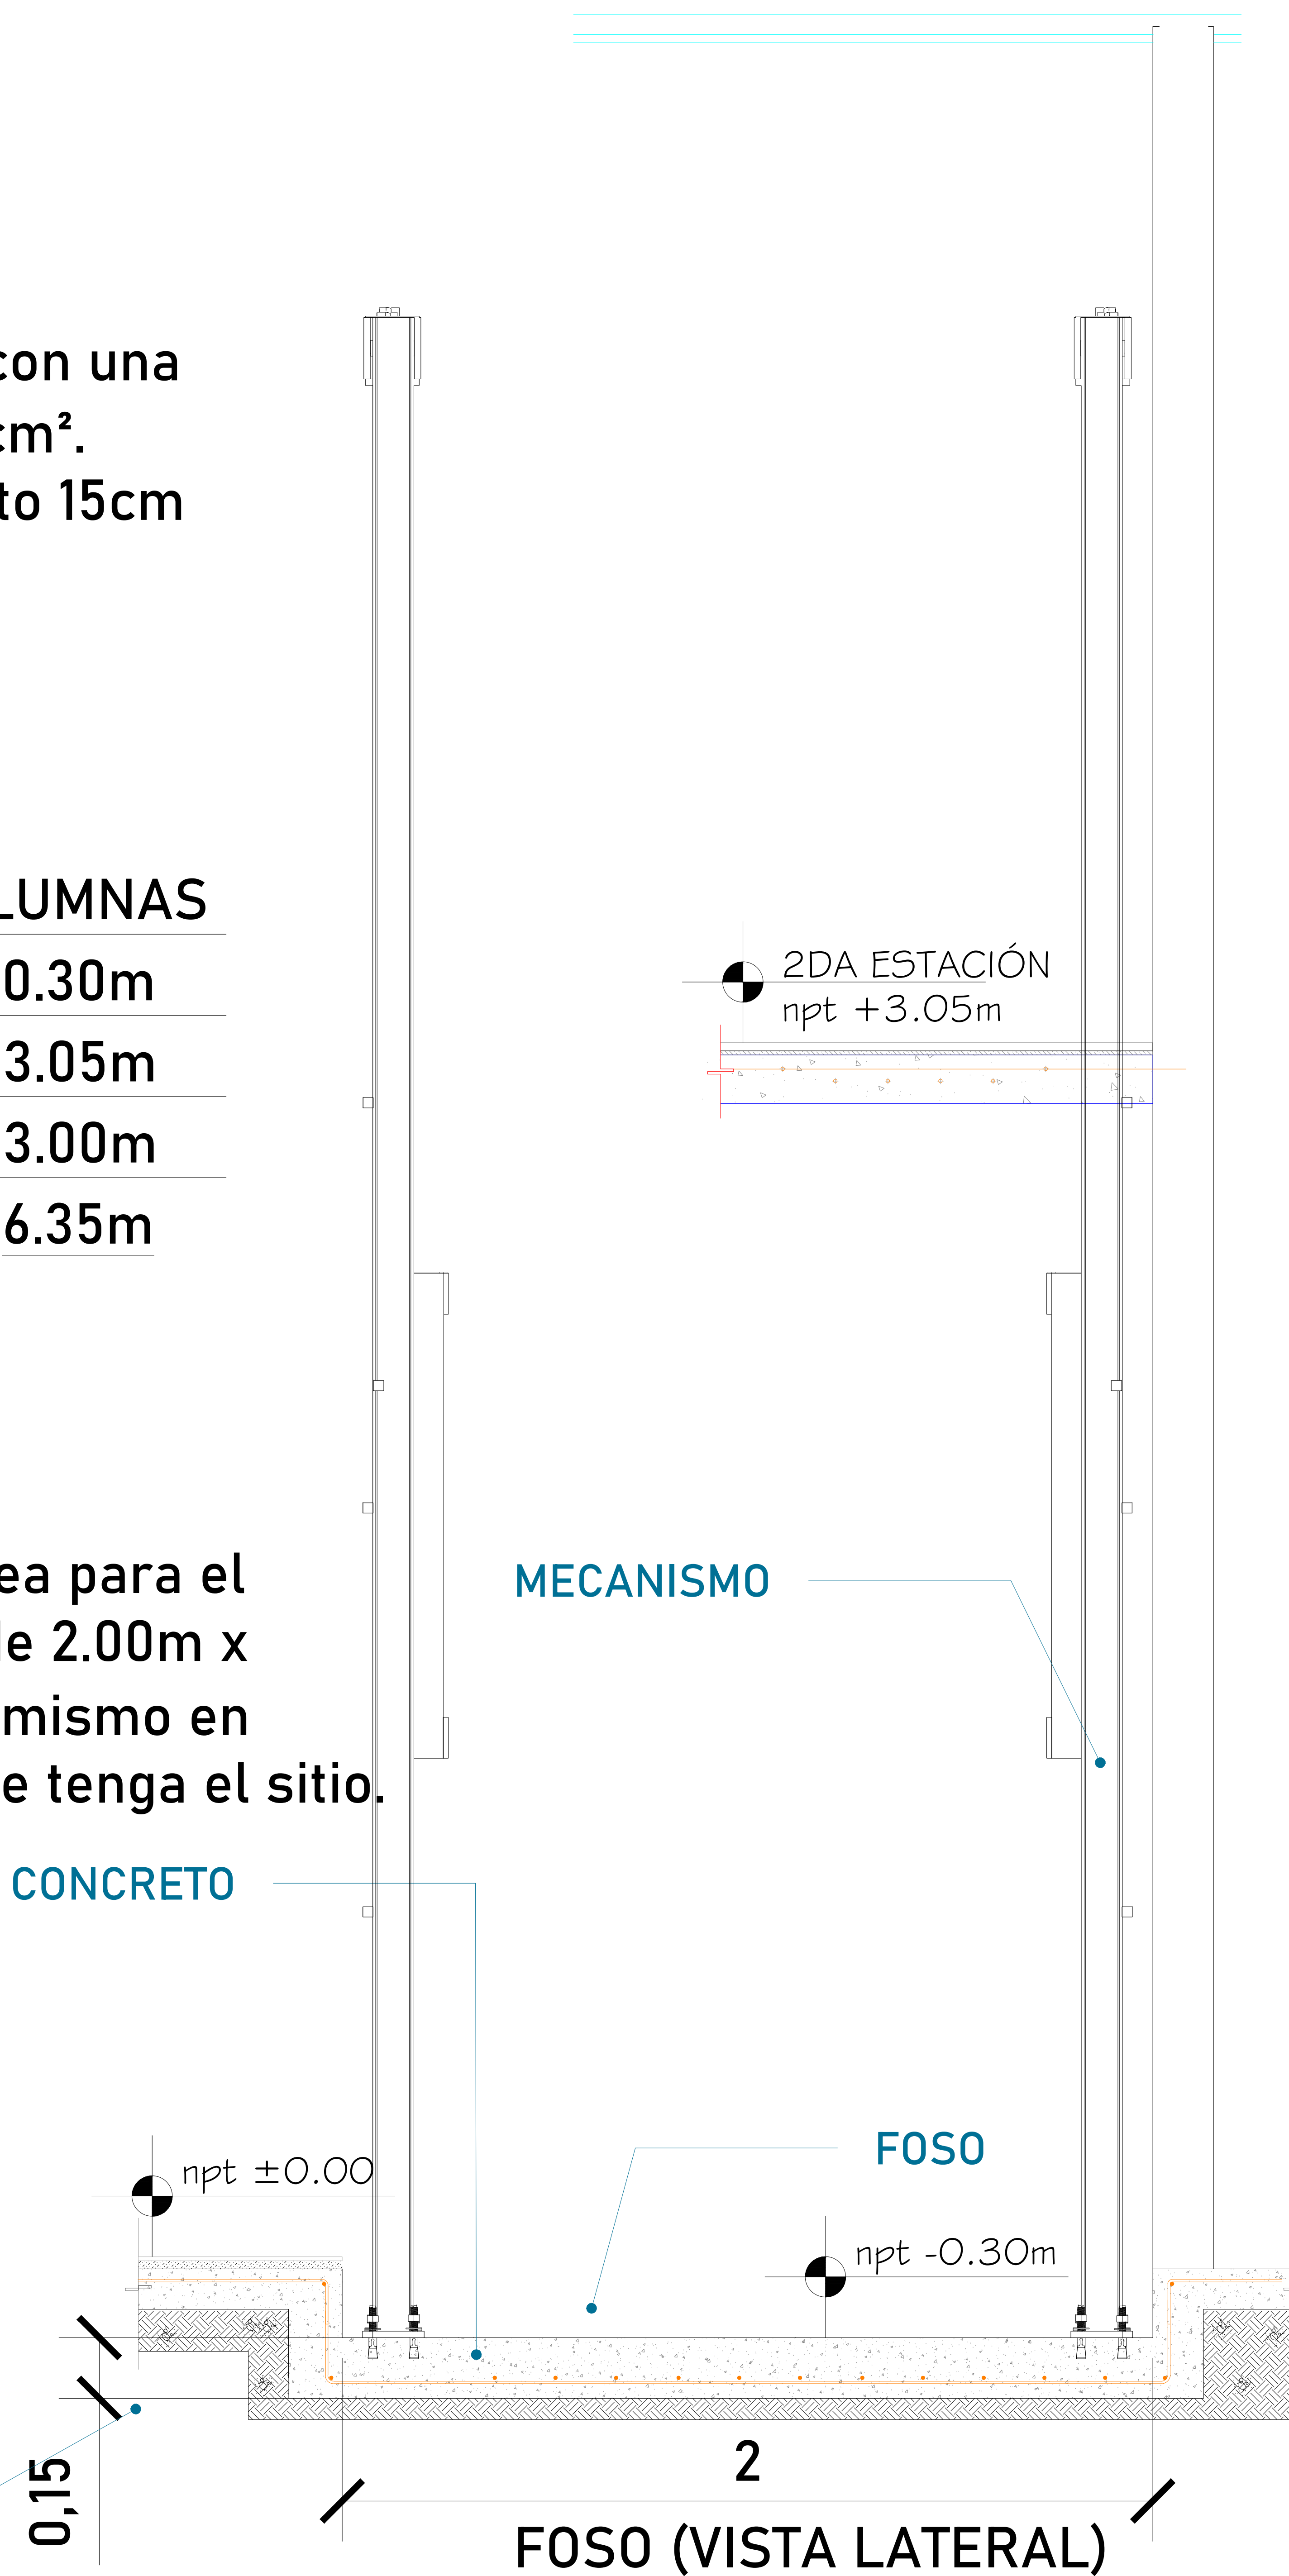 con una
cm².
to 15cm
LUMNAS
0.30m
3.05m
3.00m
6.35m
2DA ESTACIÓN
npt +3.05m
ea para el
de 2.00m x
mismo en
e tenga el sitio.
MECANISMO
CONCRETO
FOSO
npt ±0.00
npt -0.30m
0,15
2
FOSO (VISTA LATERAL)